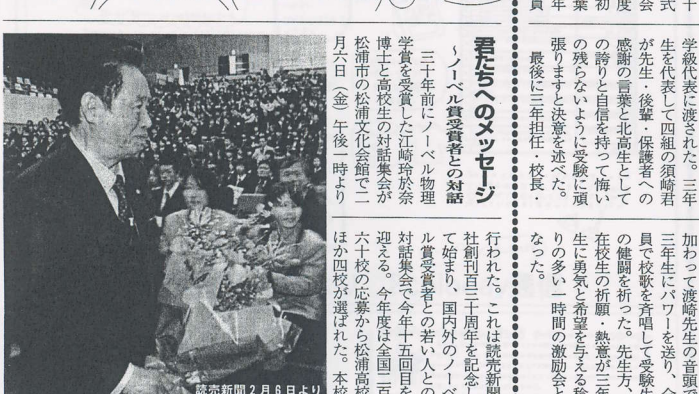 十
式
会
度
初
葉
年
員
学級代表に渡された。三年
生を代表して四組の須崎君
が先生・後輩・保護者への
感謝の言葉と北高生として
の誇りと自信を持って悔い
の残らないように受験に頑
張りますと決意を述べた。
最後に三年担任・校長・
加わって渡崎先生の音頭で
三年生にパワーを送り、全
員で校歌を斉唱して受験生
の健闘を祈った。先生方、
在校生の祈願・熱意が三年
生に勇気と希望を与える稔
りの多い一時間の激励会と
なった。
君たちへのメッセージ
～ノーベル賞受賞者との対話
三十年前にノーベル物理
学賞を受賞した江崎玲於奈
博士と高校生の対話集会が
松浦市の松浦文化会館で二
月六日(金)午後一時より
行われた。これは読売新聞
社創刊百三十周年を記念し
て始まり、国内外のノーベ
ル賞受賞者との若い人との
対話集会で今年十五回目を
迎える。今年度は全国二百
六十校の応募から松浦高校
ほか四校が選ばれた。本校
読売新聞2月6日より